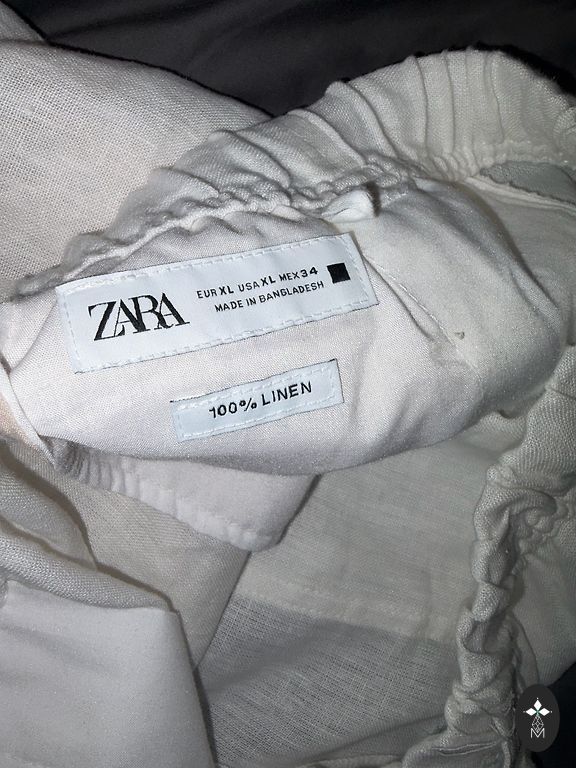 ZARA
EUR XL USA XL MEX 34
MADE IN BANGLADESH
100% LINEN
M